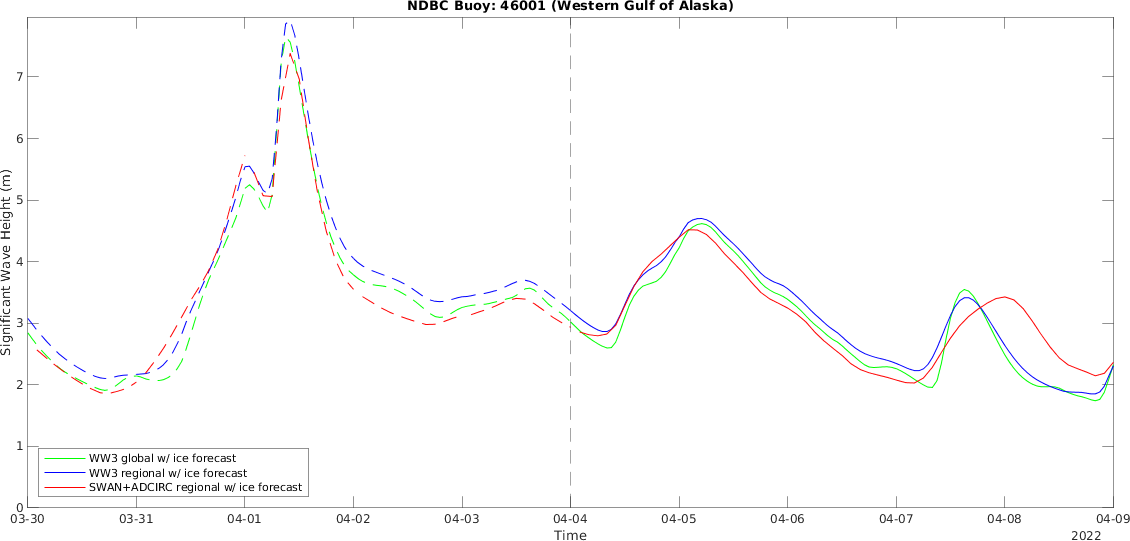 NDBC Buoy: 46001 (Western Gulf of Alaska)
Significant Wave Height (m)
7
6
5
4
3
2
1
0
WW3 global w/ ice forecast
WW3 regional w/ ice forecast
SWAN+ADCIRC regional w/ ice forecast
03-30 03-31 04-01 04-02 04-03 04-04 04-05 04-06 04-07 04-08 04-09
Time
2022